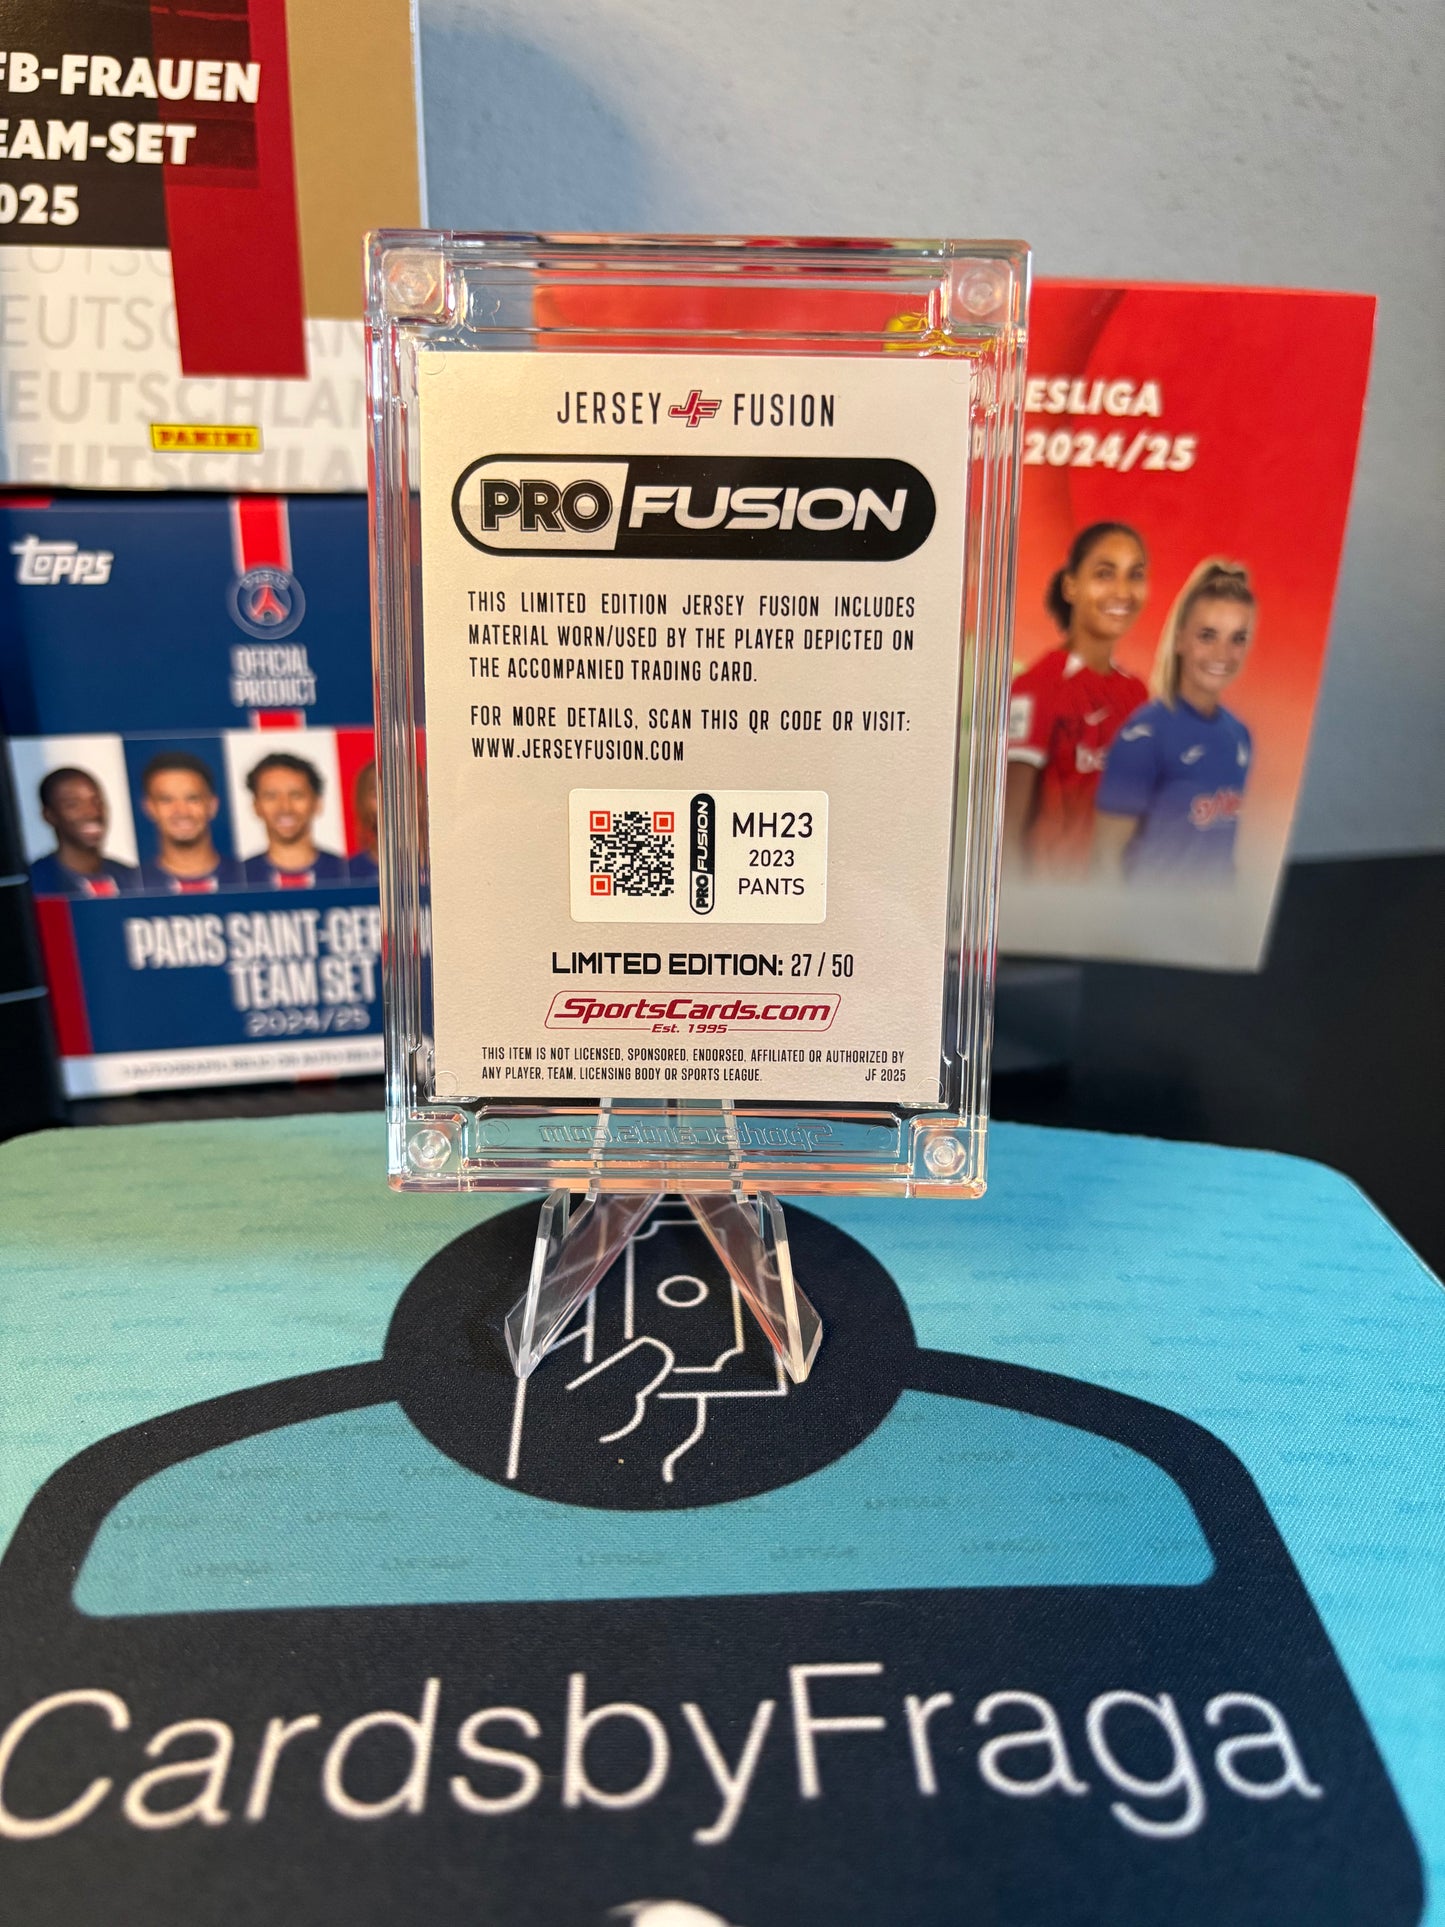 FB-FRAUEN
EAM-SET
025
EUTSCHLAN
PANINI
TOPPS
OFFICIAL
PRODUCT
PARIS SAINT-GER
TEAM SET
2024/25
ESLIGA
2024/25
JERSEY JF FUSION
PRO FUSION
THIS LIMITED EDITION JERSEY FUSION INCLUDES
MATERIAL WORN/USED BY THE PLAYER DEPICTED ON
THE ACCOMPANIED TRADING CARD.
FOR MORE DETAILS, SCAN THIS QR CODE OR VISIT:
WWW.JERSEYFUSION.COM
PRO FUSION
MH23
2023
PANTS
LIMITED EDITION: 27 / 50
SportsCards.com
Est. 1995
THIS ITEM IS NOT LICENSED, SPONSORED, ENDORSED, AFFILIATED OR AUTHORIZED BY
ANY PLAYER, TEAM, LICENSING BODY OR SPORTS LEAGUE.
JF 2025
CardsbyFraga